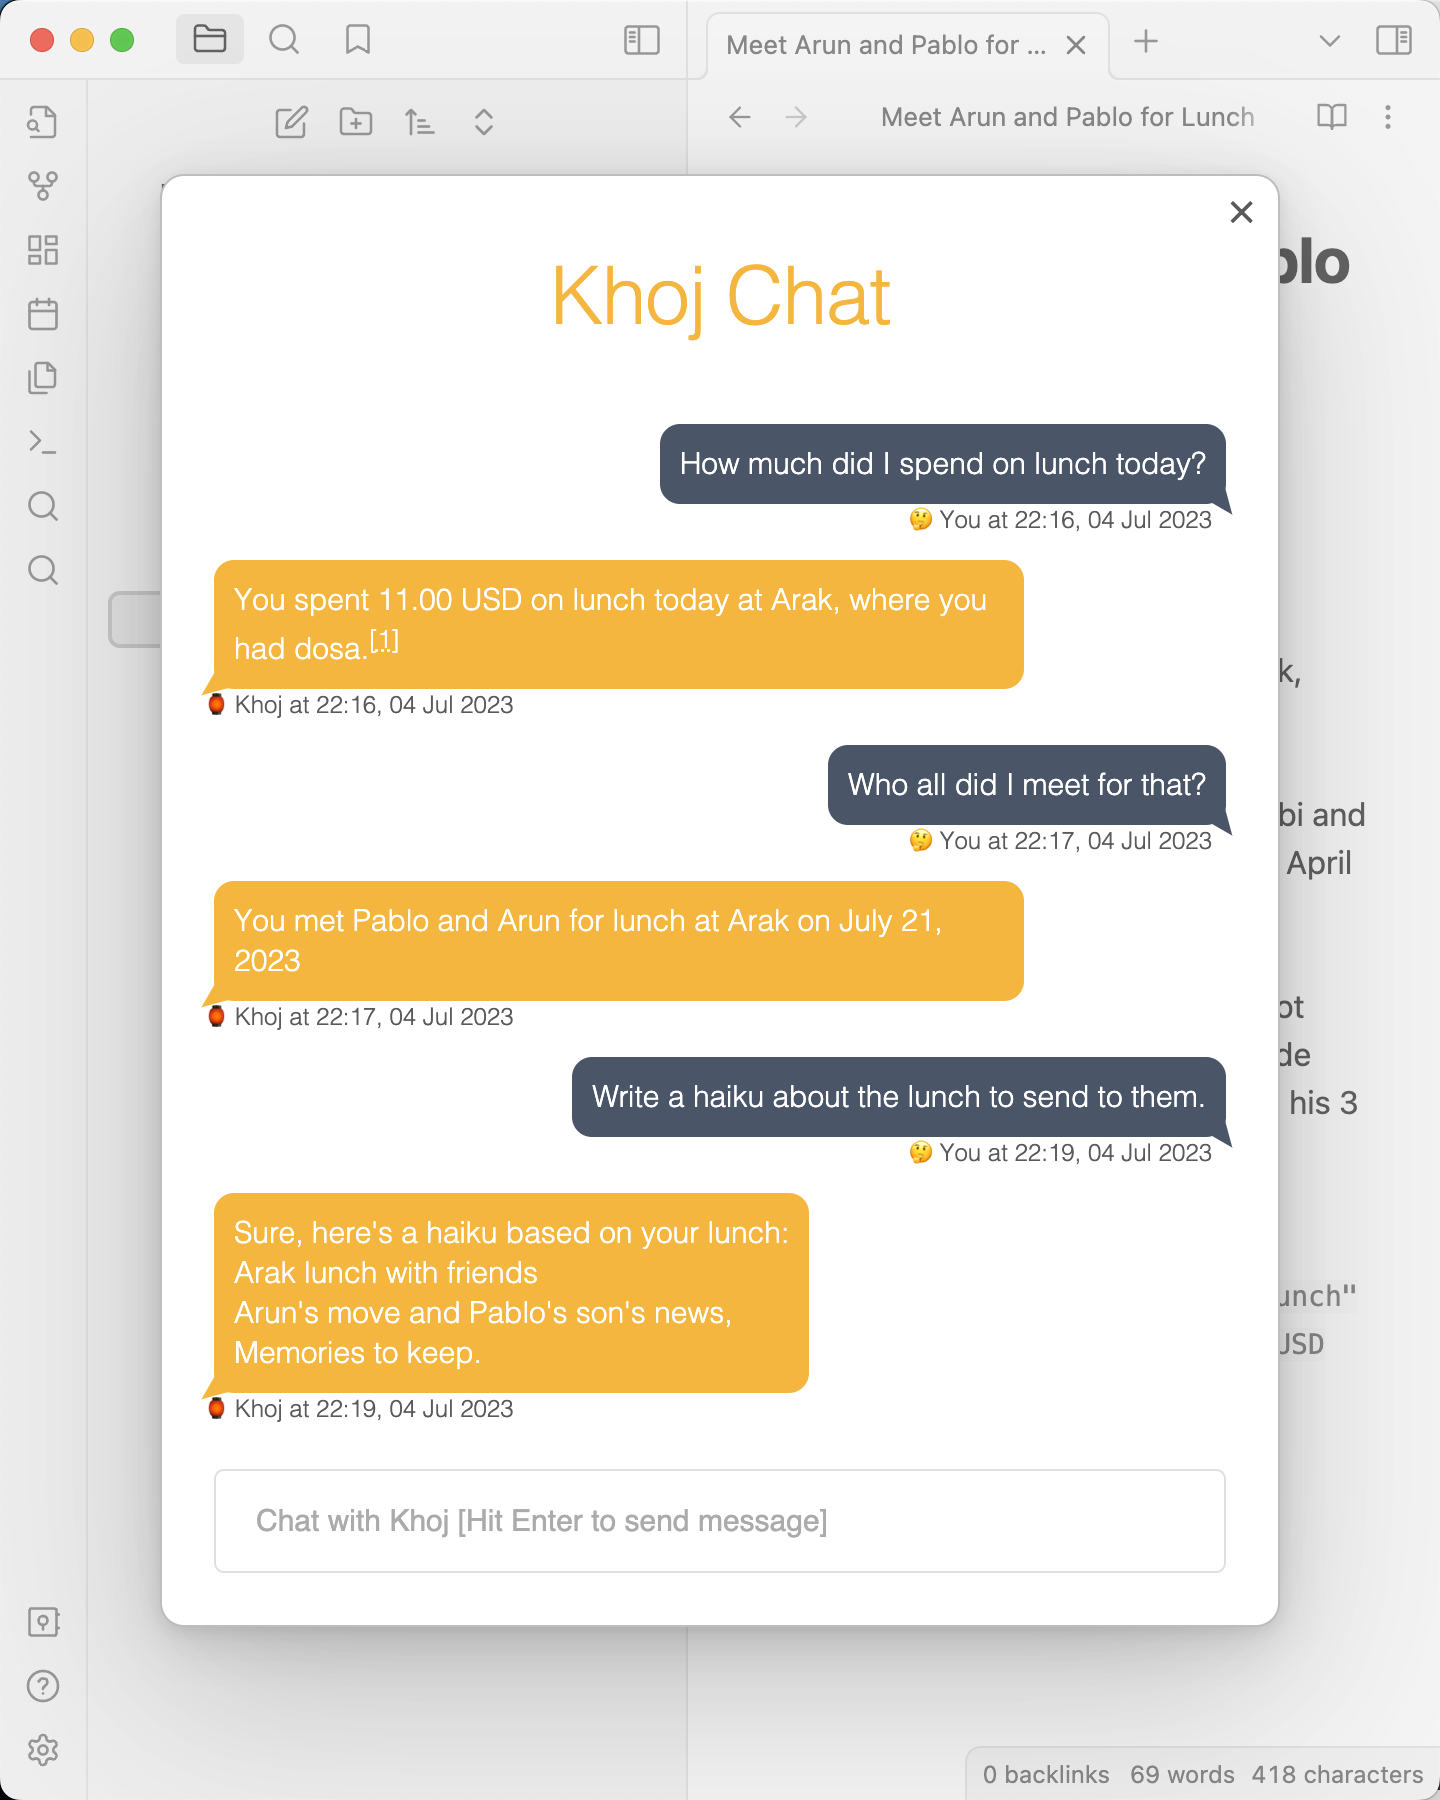 Meet Arun and Pablo for ...
Meet Arun and Pablo for Lunch
Khoj Chat
How much did I spend on lunch today?
🤔 You at 22:16, 04 Jul 2023
You spent 11.00 USD on lunch today at Arak, where you
had dosa.[1]
🏮 Khoj at 22:16, 04 Jul 2023
Who all did I meet for that?
🤔 You at 22:17, 04 Jul 2023
You met Pablo and Arun for lunch at Arak on July 21,
2023
🏮 Khoj at 22:17, 04 Jul 2023
Write a haiku about the lunch to send to them.
🤔 You at 22:19, 04 Jul 2023
Sure, here's a haiku based on your lunch:
Arak lunch with friends
Arun's move and Pablo's son's news,
Memories to keep.
🏮 Khoj at 22:19, 04 Jul 2023
Chat with Khoj [Hit Enter to send message]
and
April
his 3
0 backlinks 69 words 418 characters